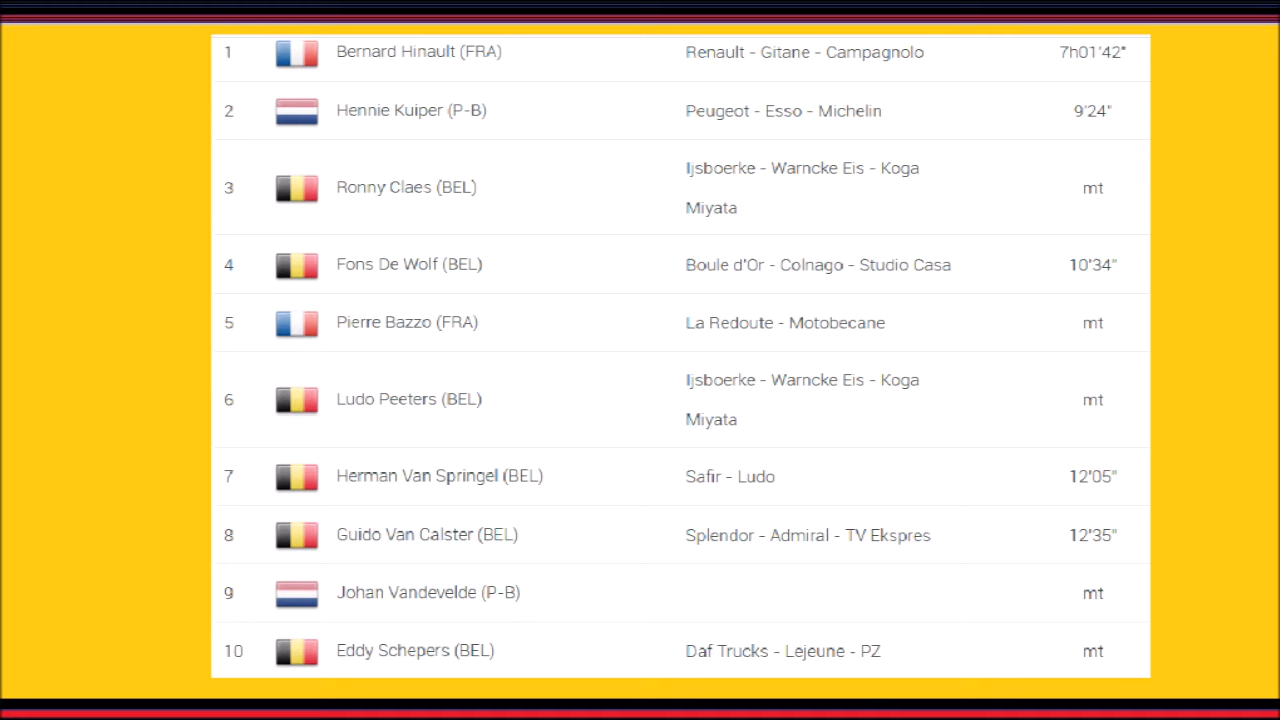 1 Bernard Hinault (FRA) Renault - Gitane - Campagnolo 7h01'42"
2 Hennie Kuiper (P-B) Peugeot - Esso - Michelin 9'24"
3 Ronny Claes (BEL) Ijsboerke - Warncke Eis - Koga Miyata mt
4 Fons De Wolf (BEL) Boule d'Or - Colnago - Studio Casa 10'34"
5 Pierre Bazzo (FRA) La Redoute - Motobecane mt
6 Ludo Peeters (BEL) Ijsboerke - Warncke Eis - Koga Miyata mt
7 Herman Van Springel (BEL) Safir - Ludo 12'05"
8 Guido Van Calster (BEL) Splendor - Admiral - TV Ekspres 12'35"
9 Johan Vandevelde (P-B) mt
10 Eddy Schepers (BEL) Daf Trucks - Lejeune - PZ mt